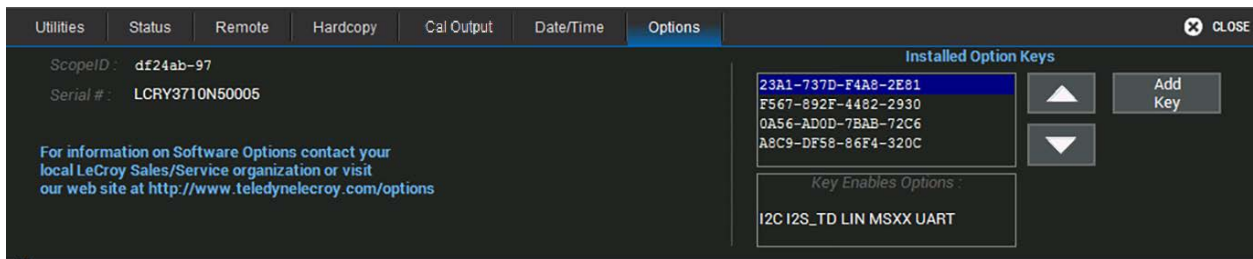 Utilities Status Remote Hardcopy Cal Output Date/Time Options CLOSE
ScopeID : df24ab-97
Serial # : LCRY3710N50005
For information on Software Options contact your
local LeCroy Sales/Service organization or visit
our web site at http://www.teledynelecroy.com/options
Installed Option Keys
23A1-737D-F4A8-2E81
F567-892F-4482-2930
0A56-AD0D-7BAB-72C6
A8C9-DF58-86F4-320C
Add
Key
Key Enables Options :
I2C I2S_TD LIN MSXX UART